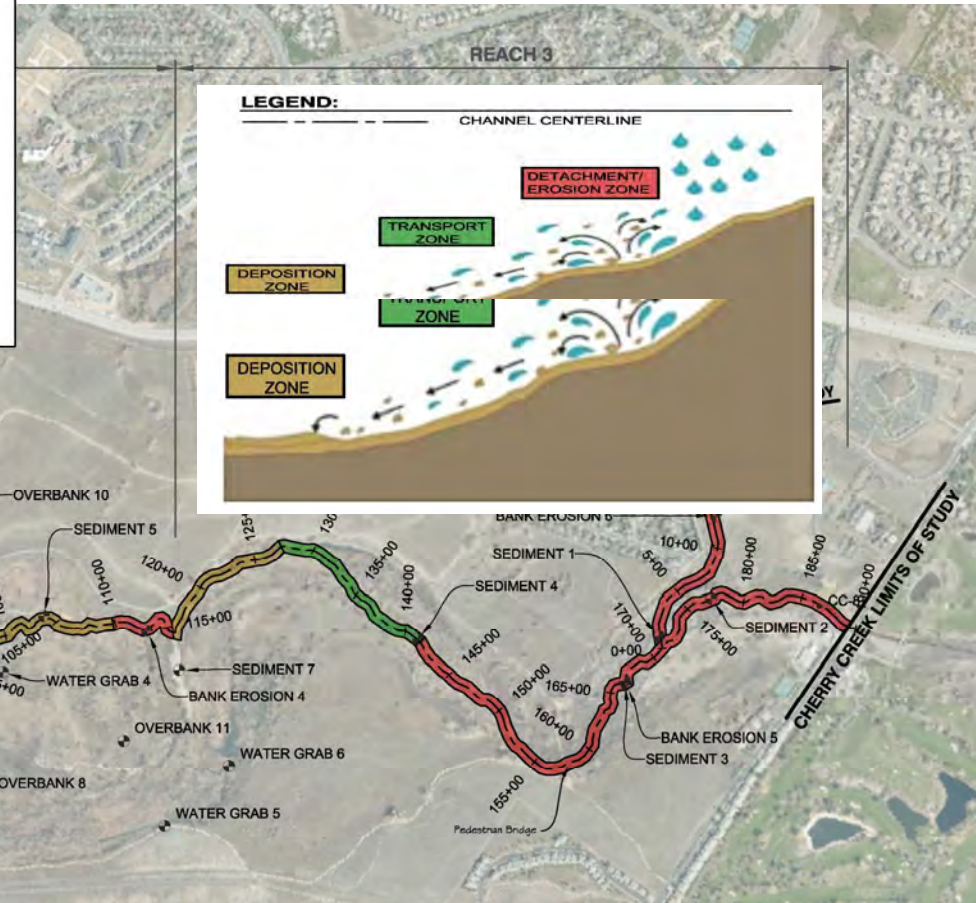 REACH 3
LEGEND:
CHANNEL CENTERLINE
DETACHMENT/
EROSION ZONE
TRANSPORT
ZONE
DEPOSITION
ZONE
ZONE
DEPOSITION
ZONE
OVERBANK 10
SEDIMENT 5
110+00
120+00
115+00
105+00
WATER GRAB 4
SEDIMENT 7
BANK EROSION 4
OVERBANK 11
WATER GRAB 6
OVERBANK 8
WATER GRAB 5
135+00
140+00
SEDIMENT 4
145+00
150+00
155+00
160+00
165+00
Pedestrian Bridge
BANK EROSION 6
SEDIMENT 1
10+00
5+00
0+00
170+00
175+00
180+00
185+00
SEDIMENT 2
BANK EROSION 5
SEDIMENT 3
CHERRY CREEK LIMITS OF STUDY